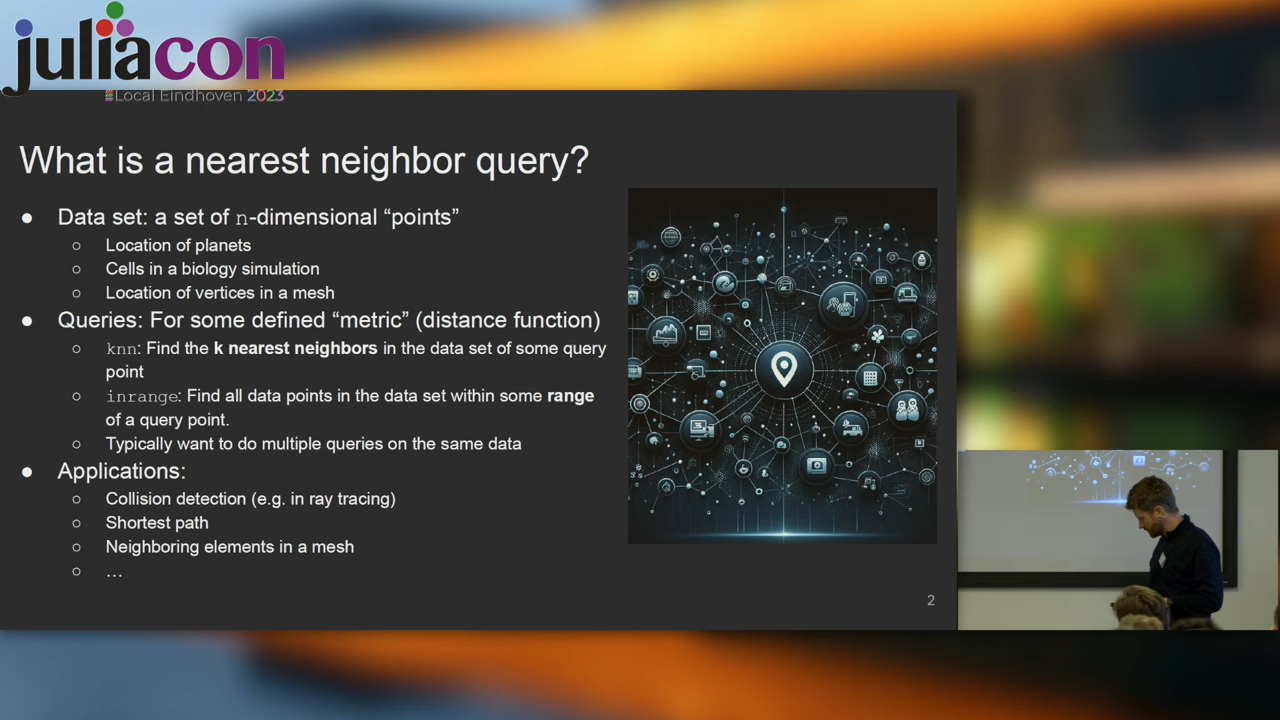 juliacon
Local Eindhoven 2023
What is a nearest neighbor query?
● Data set: a set of n-dimensional “points”
○ Location of planets
○ Cells in a biology simulation
○ Location of vertices in a mesh
● Queries: For some defined “metric” (distance function)
○ knn: Find the k nearest neighbors in the data set of some query
point
○ inrange: Find all data points in the data set within some range
of a query point.
○ Typically want to do multiple queries on the same data
● Applications:
○ Collision detection (e.g. in ray tracing)
○ Shortest path
○ Neighboring elements in a mesh
○ …
2